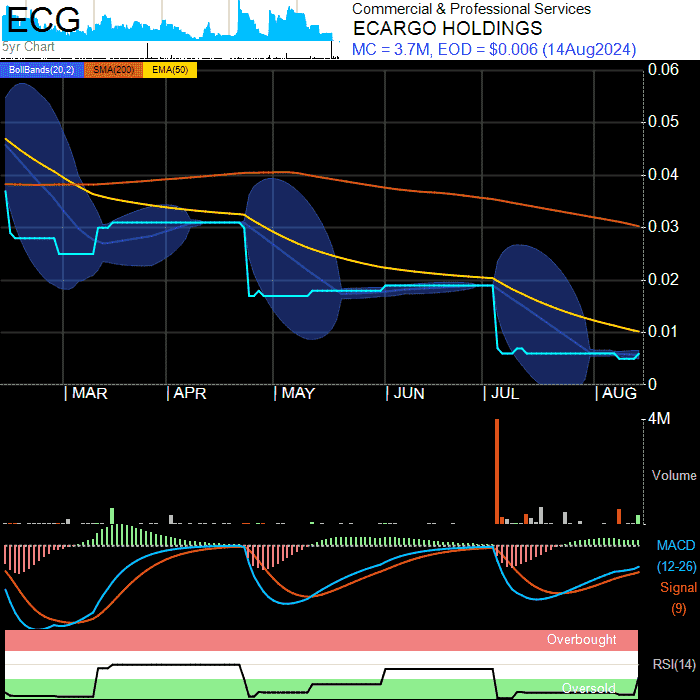 ECG
5yr Chart
Commercial & Professional Services
ECARGO HOLDINGS
MC = 3.7M, EOD = $0.006 (14Aug2024)
BollBands(20,2) SMA(200) EMA(50)
0.06
0.05
0.04
0.03
0.02
0.01
0
MAR APR MAY JUN JUL AUG
4M
Volume
MACD
(12-26)
Signal
(9)
Overbought
RSI(14)
Oversold